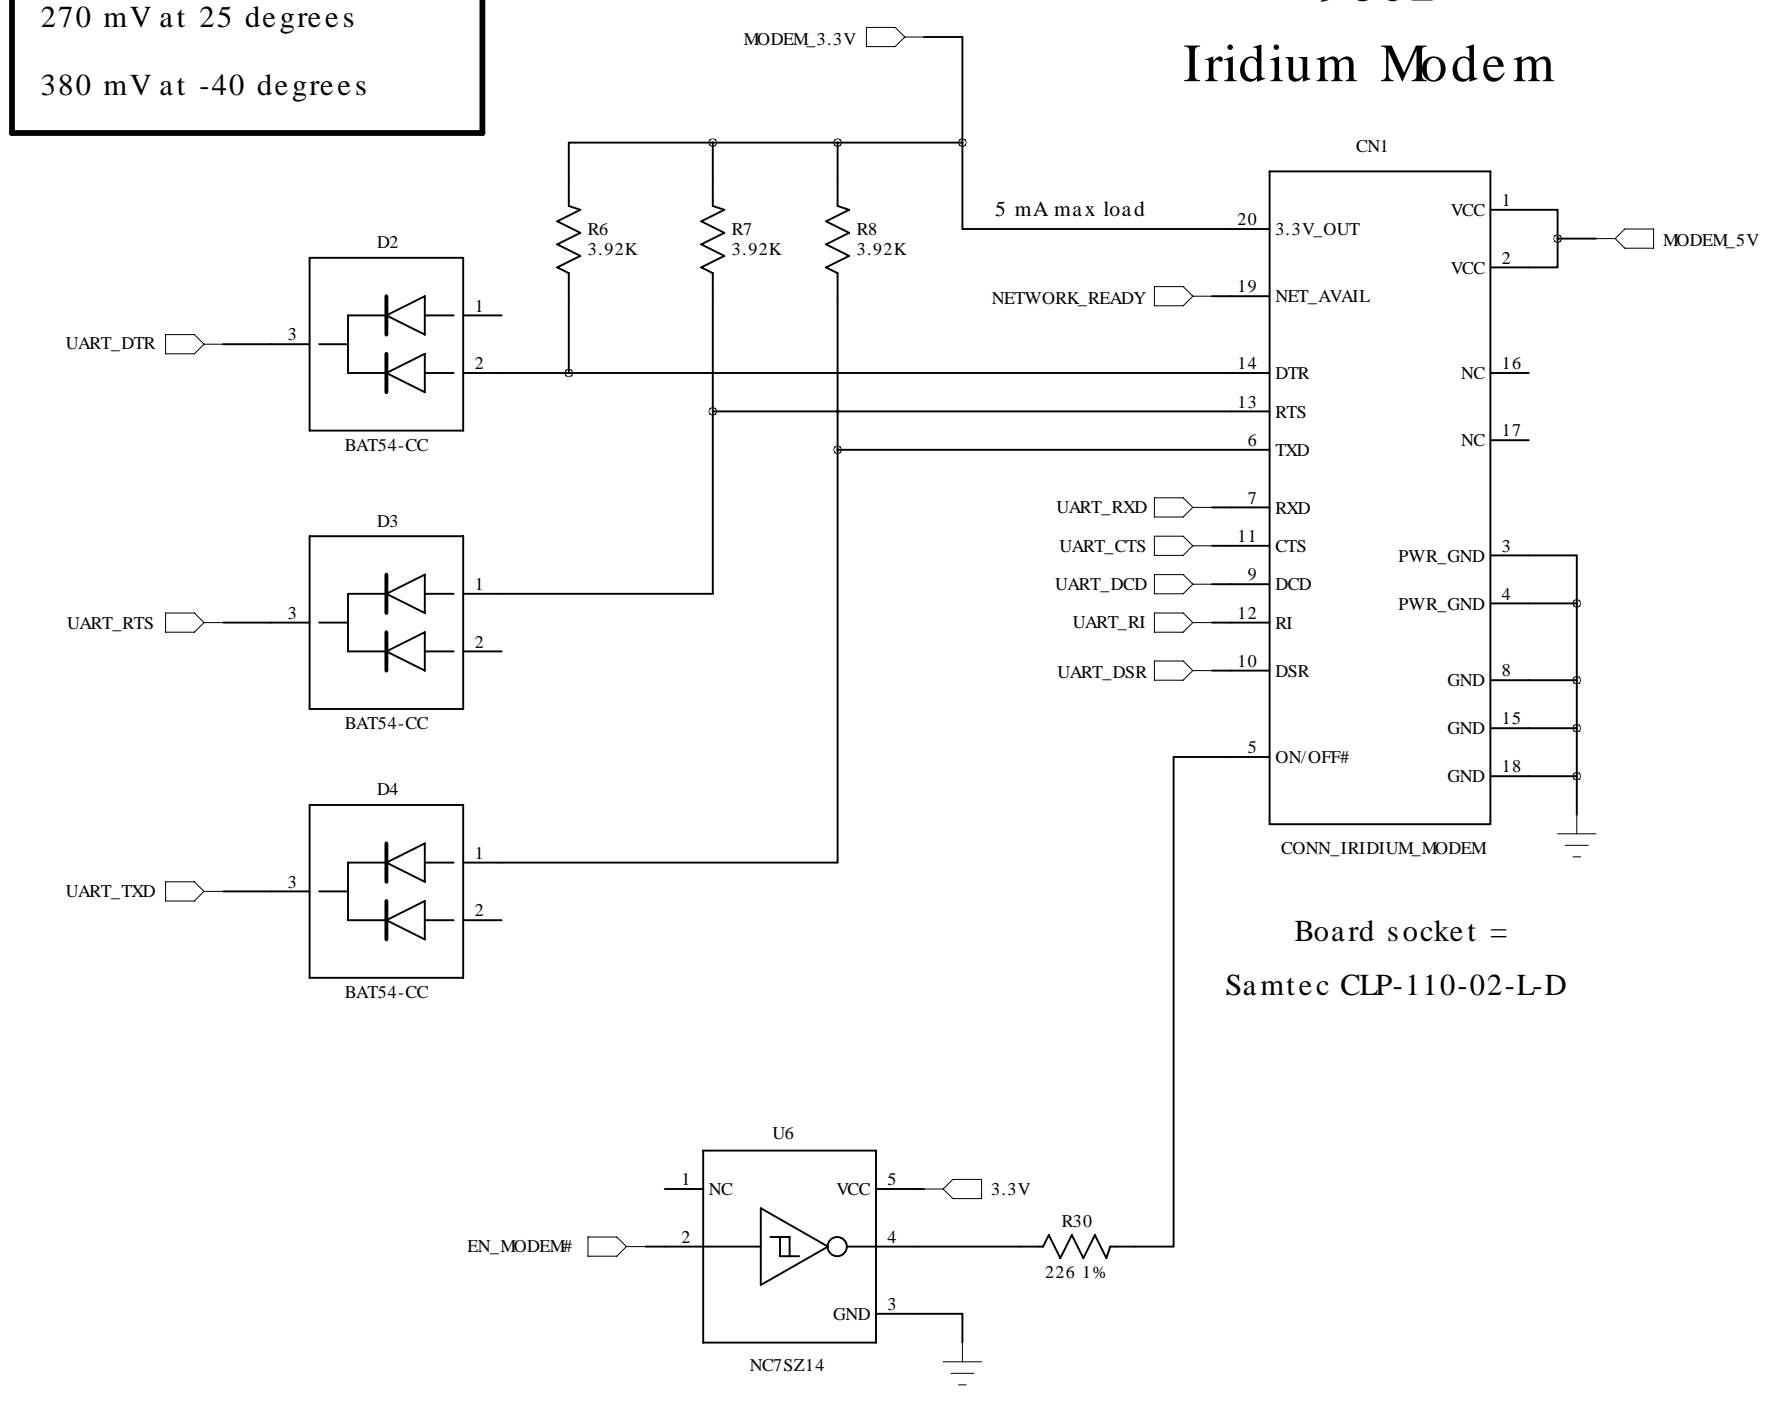 270 mV at 25 degrees
380 mV at -40 degrees
Iridium Modem
MODEM_3.3V
CN1
5 mA max load
R6
3.92K
R7
3.92K
R8
3.92K
20
3.3V_OUT
VCC
1
VCC
2
MODEM_5V
NETWORK_READY
19
NET_AVAIL
D2
UART_DTR
3
1
2
BAT54-CC
14
DTR
13
RTS
6
TXD
NC
16
NC
17
D3
UART_RTS
3
1
2
BAT54-CC
UART_RXD
7
RXD
UART_CTS
11
CTS
UART_DCD
9
DCD
UART_RI
12
RI
UART_DSR
10
DSR
5
ON/OFF#
PWR_GND
3
PWR_GND
4
GND
8
GND
15
GND
18
CONN_IRIDIUM_MODEM
D4
UART_TXD
3
1
2
BAT54-CC
Board socket =
Samtec CLP-110-02-L-D
U6
1
NC
VCC
5
3.3V
EN_MODEM#
2
4
R30
226 1%
GND
3
NC7SZ14